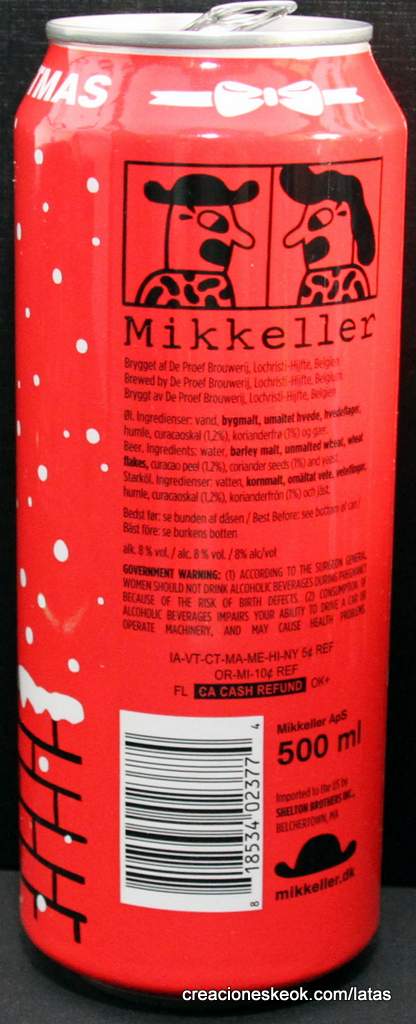 TMAS
Mikkeller
Brygget af De Proef Brouwerij, Lochristi-Hijfte, Belgien
Brewed by De Proef Brouwerij, Lochristi-Hijfte, Belgium
Bryggt av De Proef Brouwerij, Lochristi-Hijfte, Belgien
Øl. Ingredienser: vand, bygmalt, umaltet hvede, hvedeflager,
humle, curacaoskal (1,2%), korianderfrø (1%) og gær.
Beer. Ingredients: water, barley malt, unmalted wheat, wheat
flakes, curacao peel (1,2%), coriander seeds (1%) and yeast.
Starköl. Ingredienser: vatten, kornmalt, omältat vete, veteflingor,
humle, curacaoskal (1,2%), korianderfrön (1%) och jäst.
Bedst før: se bunden af dåsen / Best Before: see bottom of can /
Bäst före: se burkens botten
alk. 8 % vol. / alc. 8 % vol. / 8% alc/vol
GOVERNMENT WARNING: (1) ACCORDING TO THE SURGEON GENERAL,
WOMEN SHOULD NOT DRINK ALCOHOLIC BEVERAGES DURING PREGNANCY
BECAUSE OF THE RISK OF BIRTH DEFECTS. (2) CONSUMPTION OF
ALCOHOLIC BEVERAGES IMPAIRS YOUR ABILITY TO DRIVE A CAR OR
OPERATE MACHINERY, AND MAY CAUSE HEALTH PROBLEMS.
IA-VT-CT-MA-ME-HI-NY 5¢ REF
OR-MI-10¢ REF
FL CA CASH REFUND OK+
8 18534 02377 4
Mikkeller ApS
500 ml
Imported to the US by
SHELTON BROTHERS INC.,
BELCHERTOWN, MA
mikkeller.dk
creacioneskeok.com/latas